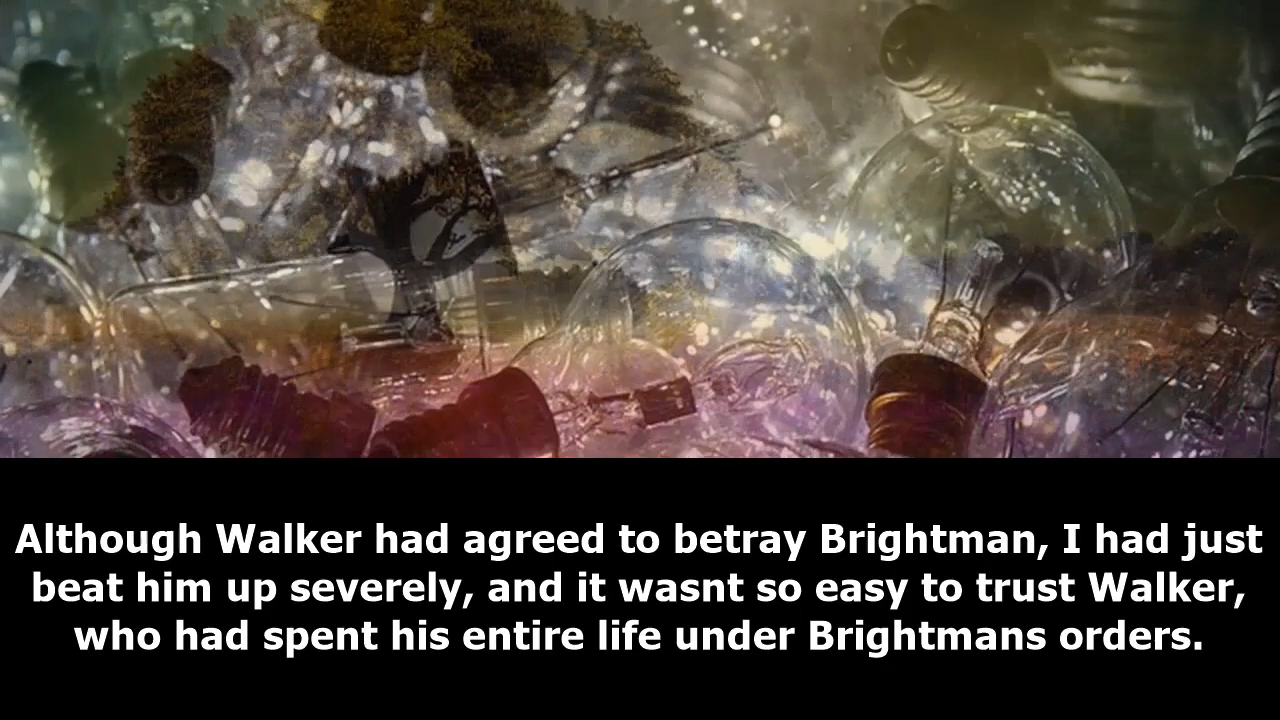 Although Walker had agreed to betray Brightman, I had just
beat him up severely, and it wasnt so easy to trust Walker,
who had spent his entire life under Brightmans orders.